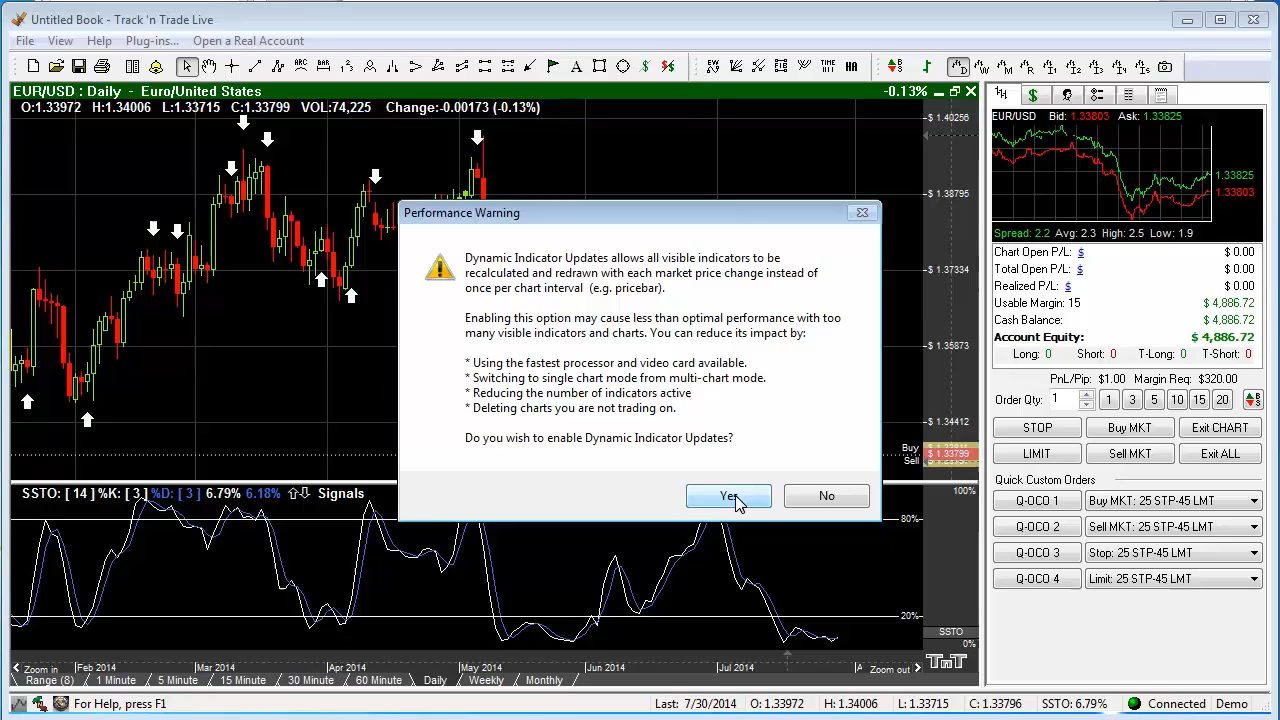 Untitled Book - Track 'n Trade Live
File View Help Plug-ins... Open a Real Account
EUR/USD : Daily - Euro/United States
-0.13%
O:1.33972 H:1.34006 L:1.33715 C:1.33799 VOL:74,225 Change:-0.00173 (-0.13%)
$ 1.40256
$ 1.38795
$ 1.37334
$ 1.35873
$ 1.34412
Buy
Sell
$ 1.33799
Performance Warning
Dynamic Indicator Updates allows all visible indicators to be
recalculated and redrawn with each market price change instead of
once per chart interval (e.g. pricebar).
Enabling this option may cause less than optimal performance with too
many visible indicators and charts. You can reduce its impact by:
* Using the fastest processor and video card available.
* Switching to single chart mode from multi-chart mode.
* Reducing the number of indicators active
* Deleting charts you are not trading on.
Do you wish to enable Dynamic Indicator Updates?
Yes No
SSTO: [ 14 ] %K: [ 3 ] %D: [ 3 ] 6.79% 6.18% Signals
100%
80%
20%
SSTO
0%
Zoom in Feb 2014 Mar 2014 Apr 2014 May 2014 Jun 2014 Jul 2014 A Zoom out
TNT
Range (8) 1 Minute 5 Minute 15 Minute 30 Minute 60 Minute Daily Weekly Monthly
EUR/USD Bid: 1.33803 Ask: 1.33825
1.33825
1.33803
Spread: 2.2 Avg: 2.3 High: 2.5 Low: 1.9
Chart Open P/L: $ $ 0.00
Total Open P/L: $ $ 0.00
Realized P/L: $ $ 0.00
Usable Margin: 15 $ 4,886.72
Cash Balance: $ 4,886.72
Account Equity: $ 4,886.72
Long: 0 Short: 0 T-Long: 0 T-Short: 0
PnL/Pip: $1.00 Margin Req: $320.00
Order Qty: 1 1 3 5 10 15 20
STOP Buy MKT Exit CHART
LIMIT Sell MKT Exit ALL
Quick Custom Orders
Q-OCO 1 Buy MKT: 25 STP-45 LMT
Q-OCO 2 Sell MKT: 25 STP-45 LMT
Q-OCO 3 Stop: 25 STP-45 LMT
Q-OCO 4 Limit: 25 STP-45 LMT
For Help, press F1
Last: 7/30/2014 O: 1.33972 H: 1.34006 L: 1.33715 C: 1.33796 SSTO: 6.79% Connected Demo